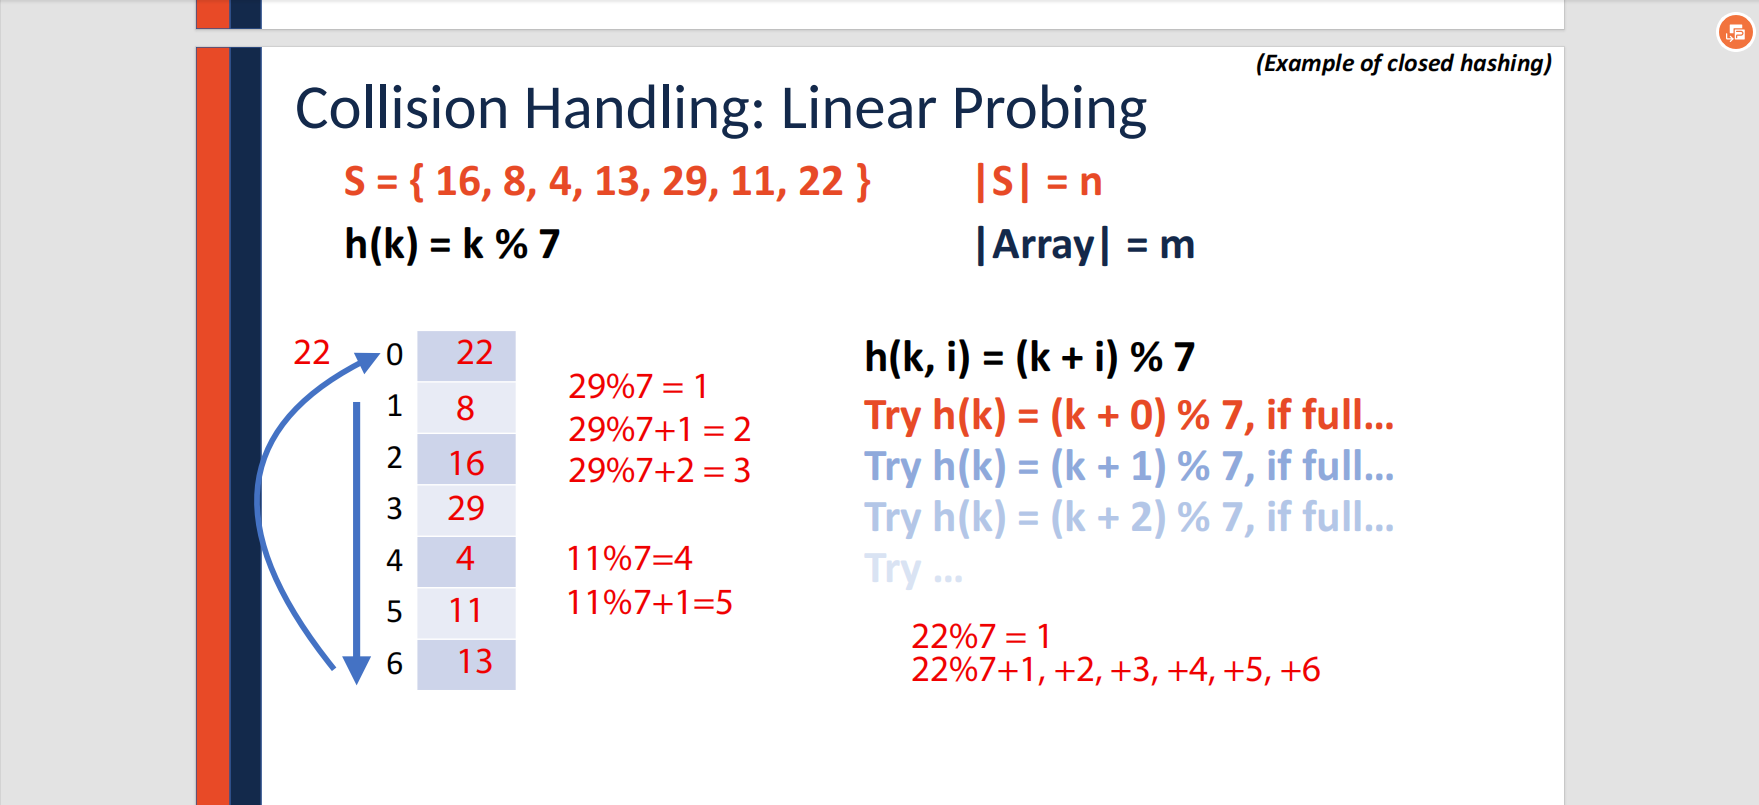 (Example of closed hashing)
Collision Handling: Linear Probing
S = { 16, 8, 4, 13, 29, 11, 22 }
|S| = n
h(k) = k % 7
|Array| = m
22
0 22
1 8
2 16
3 29
4 4
5 11
6 13
29%7 = 1
29%7+1 = 2
29%7+2 = 3
11%7=4
11%7+1=5
h(k, i) = (k + i) % 7
Try h(k) = (k + 0) % 7, if full...
Try h(k) = (k + 1) % 7, if full...
Try h(k) = (k + 2) % 7, if full...
Try ...
22%7 = 1
22%7+1, +2, +3, +4, +5, +6